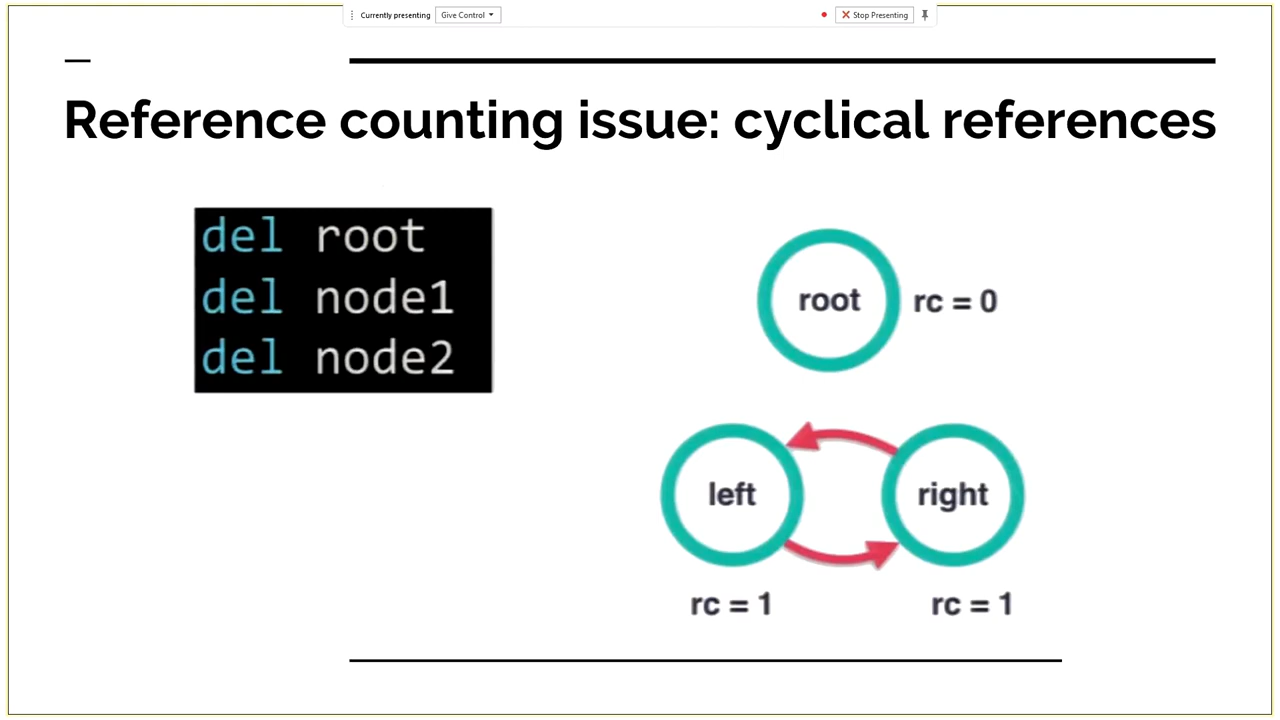 Currently presenting Give Control Stop Presenting
Reference counting issue: cyclical references
del root
del node1
del node2
root rc = 0
left right
rc = 1 rc = 1